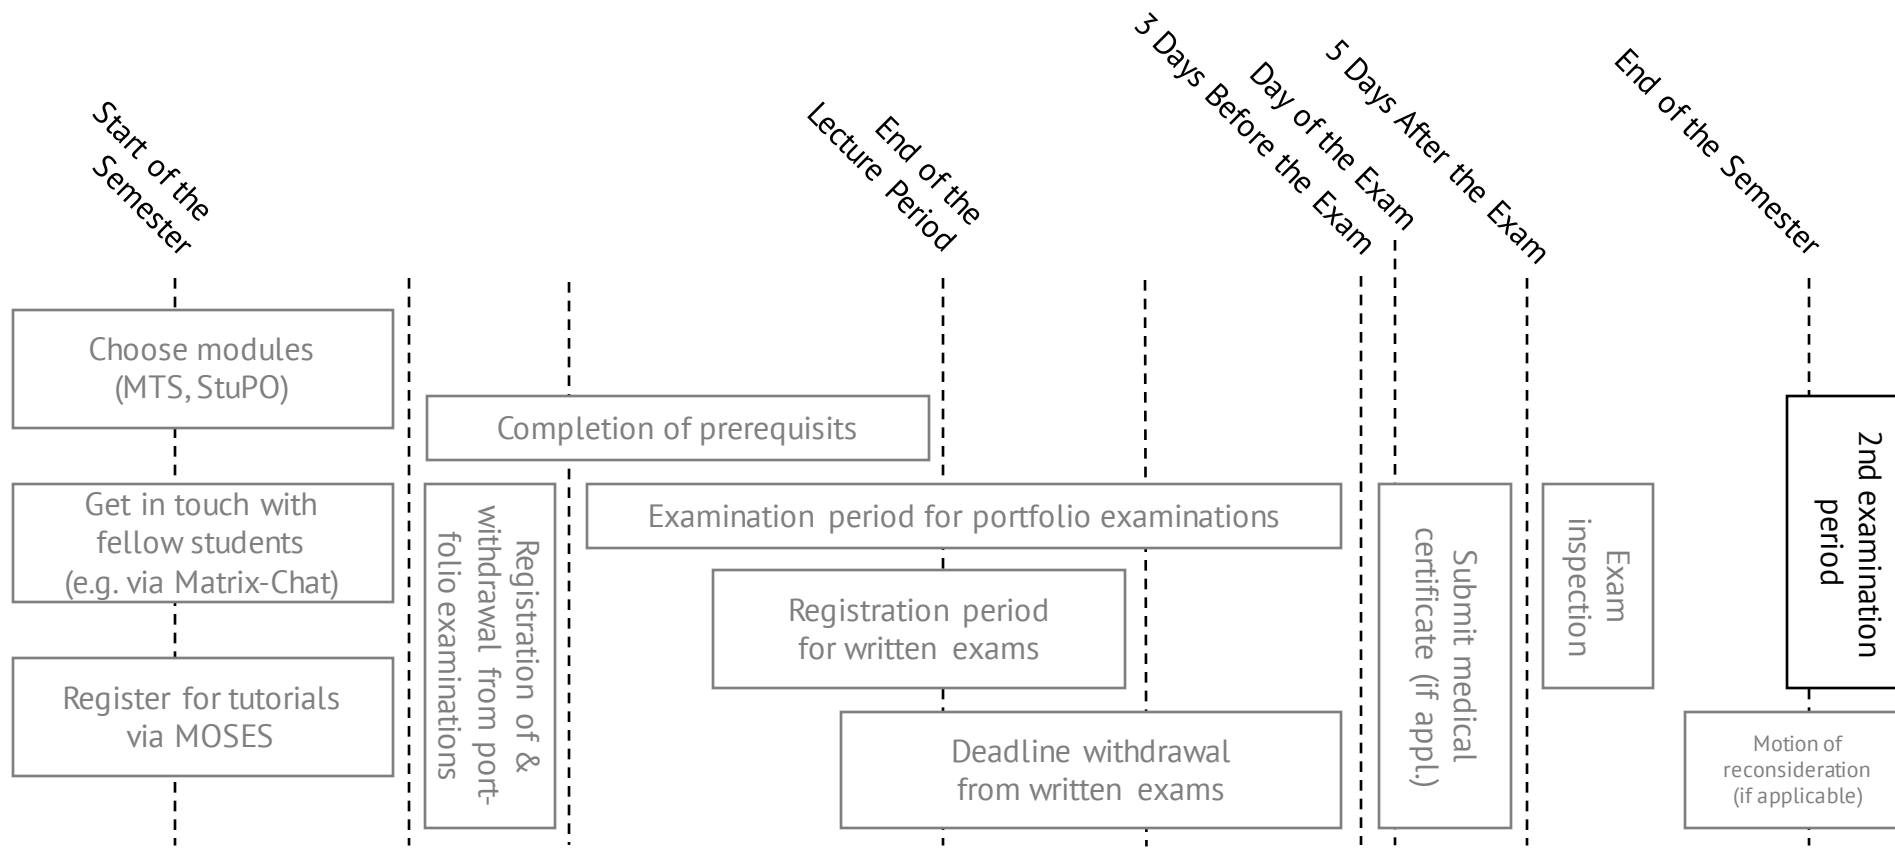 Start of the
Semester
End of the
Lecture Period
3 Days Before the Exam
Day of the Exam
5 Days After the Exam
End of the Semester
Choose modules
(MTS, StuPO)
Completion of prerequisits
Get in touch with
fellow students
(e.g. via Matrix-Chat)
Registration of &
withdrawal from port-
folio examinations
Examination period for portfolio examinations
Registration period
for written exams
Submit medical
certificate (if appl.)
Exam
inspection
2nd examination
period
Register for tutorials
via MOSES
Deadline withdrawal
from written exams
Motion of
reconsideration
(if applicable)